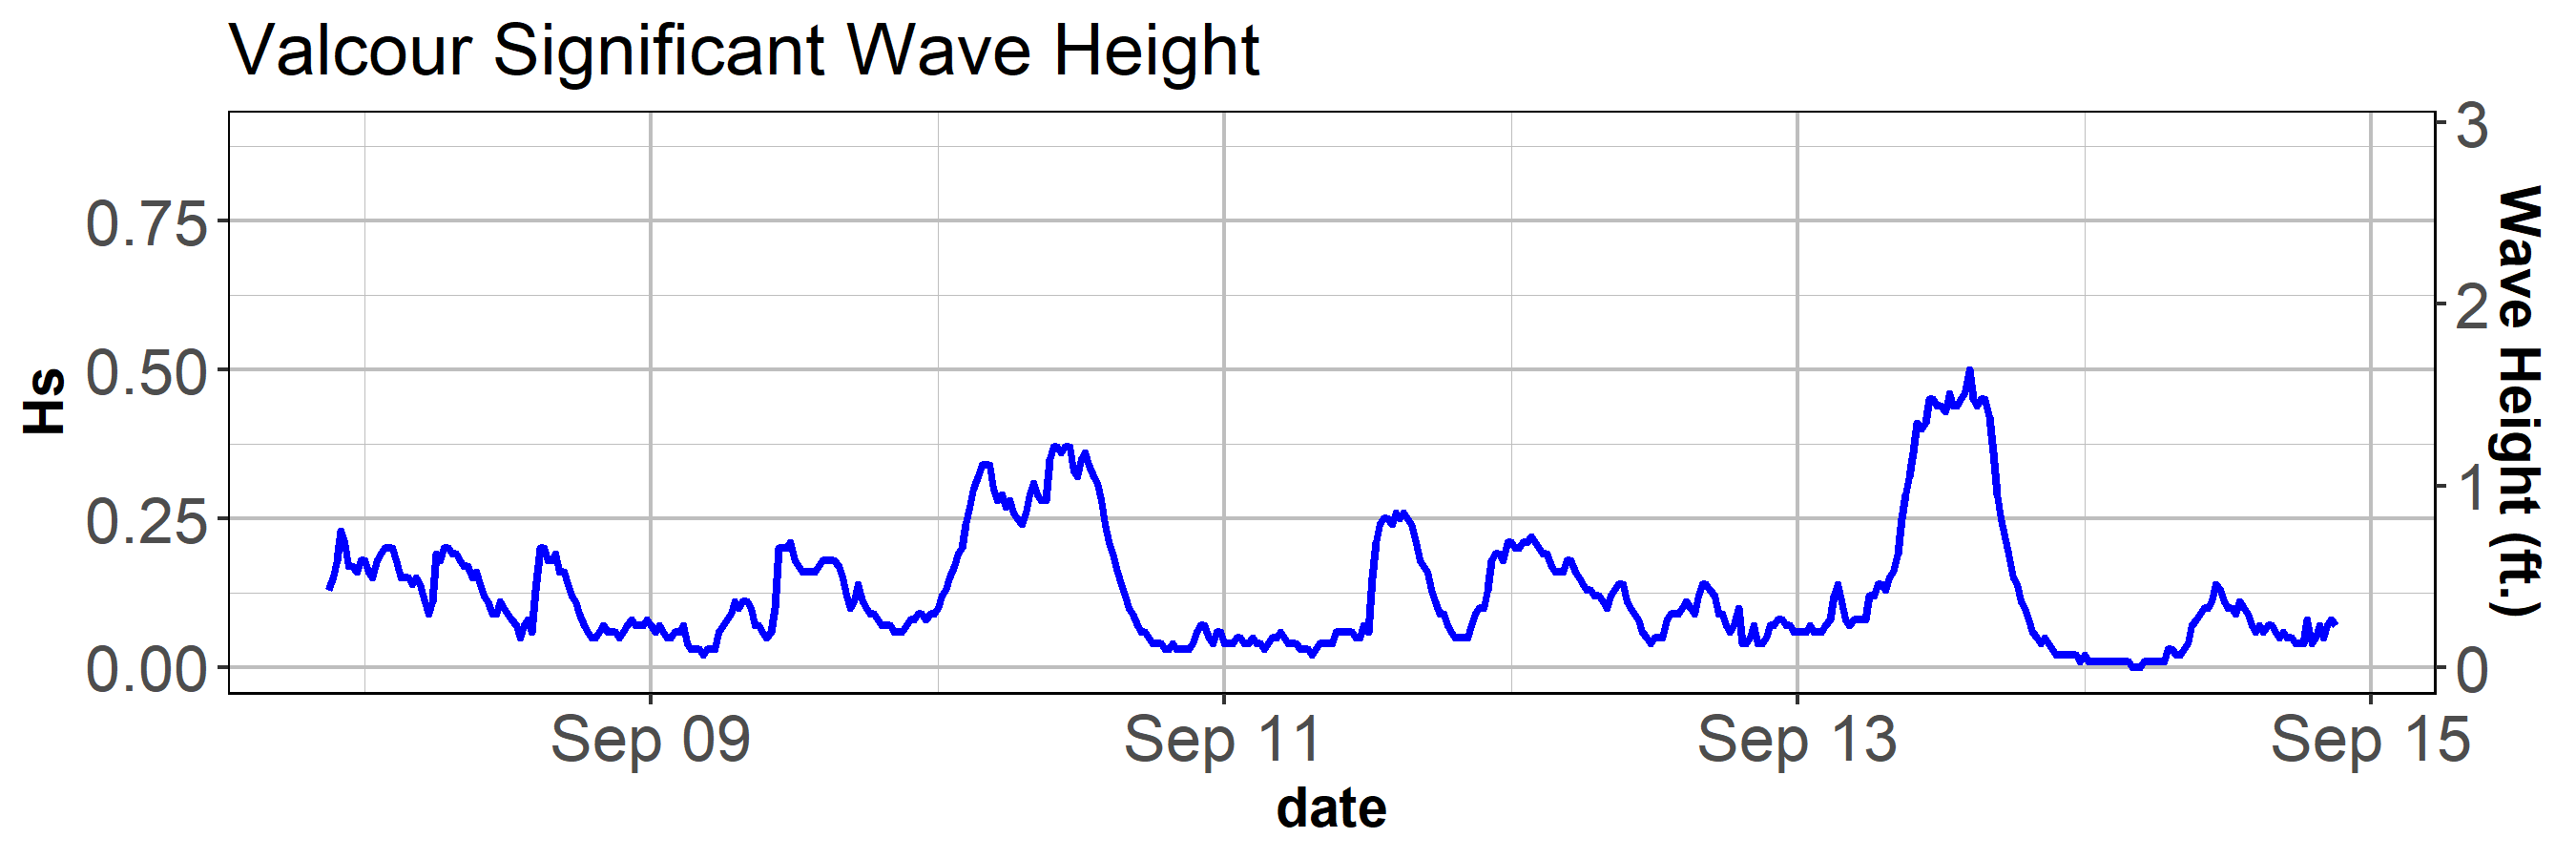 Valcour Significant Wave Height
Hs
0.75
0.50
0.25
0.00
3
2
1
0
Wave Height (ft.)
Sep 09 Sep 11 Sep 13 Sep 15
date